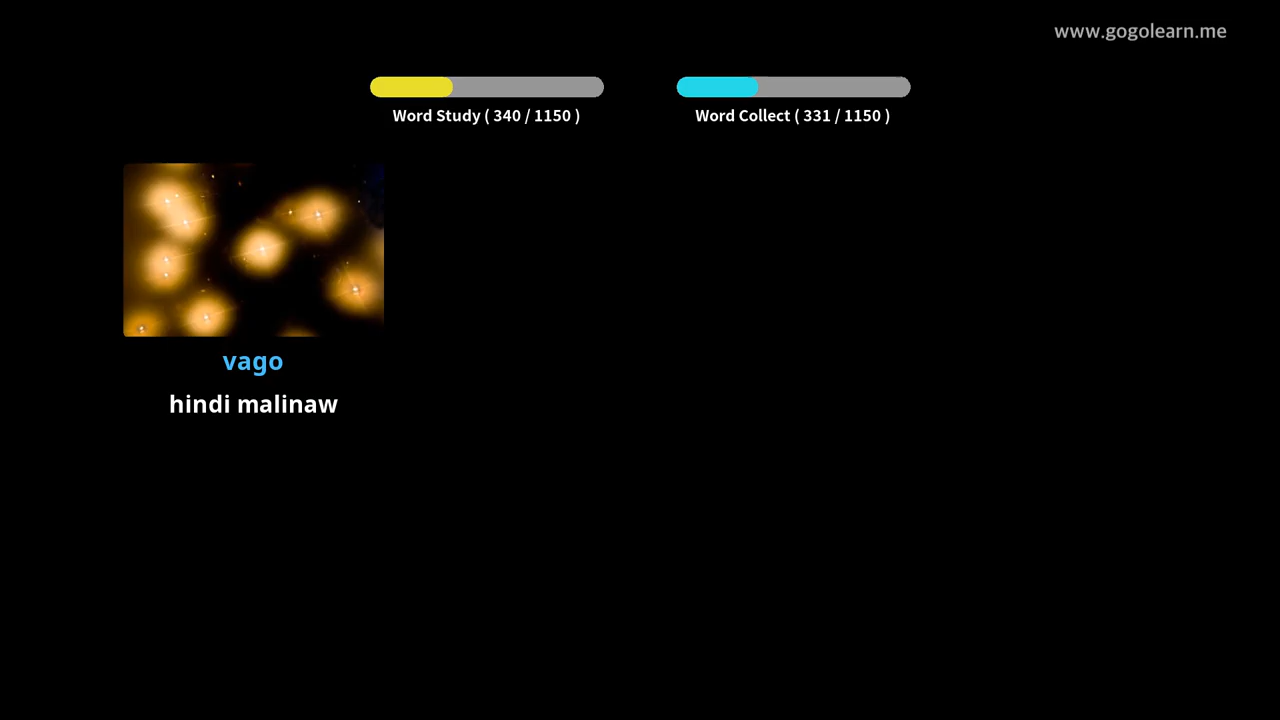 www.gogolearn.me
Word Study ( 340 / 1150 )
Word Collect ( 331 / 1150 )
vago
hindi malinaw